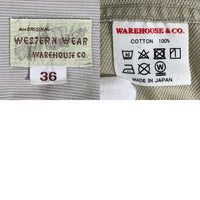 AN ORIGINAL
WESTERN WEAR
WAREHOUSE CO.
36
WAREHOUSE & CO.
COTTON 100%
MADE IN JAPAN